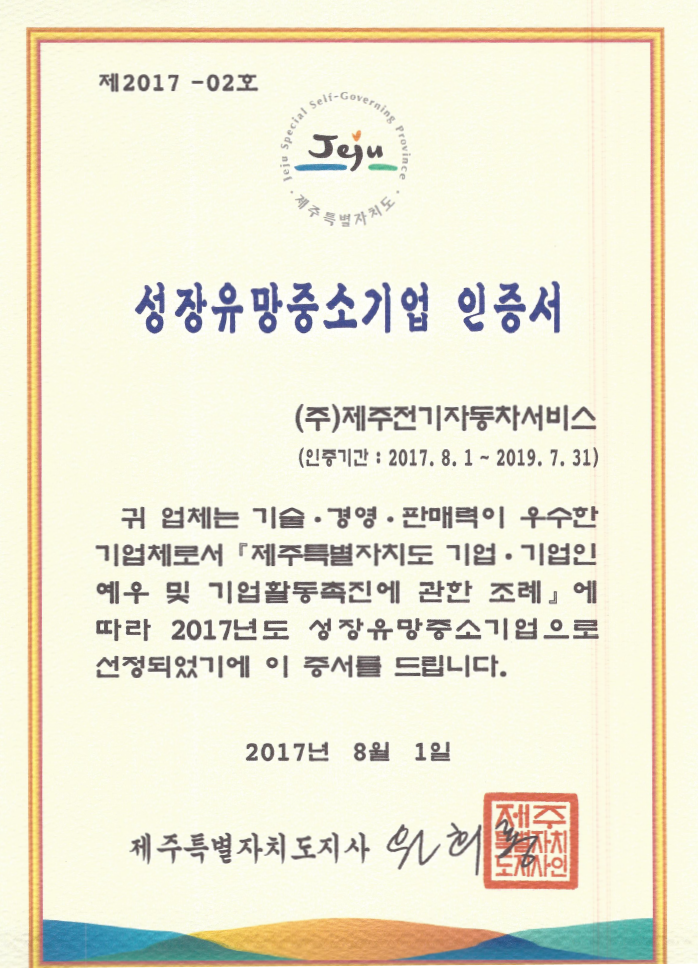 제2017 -02호
Jeju Special Self-Governing Province
Jeju
· 제주특별자치도 ·
성장유망중소기업 인증서
(주)제주전기자동차서비스
(인증기간 : 2017. 8. 1 ~ 2019. 7. 31)
귀 업체는 기술·경영·판매력이 우수한
기업체로서 『제주특별자치도 기업·기업인
예우 및 기업활동촉진에 관한 조례』에
따라 2017년도 성장유망중소기업으로
선정되었기에 이 증서를 드립니다.
2017년 8월 1일
제주특별자치도지사 원희룡
제주
특별자치
도지사인